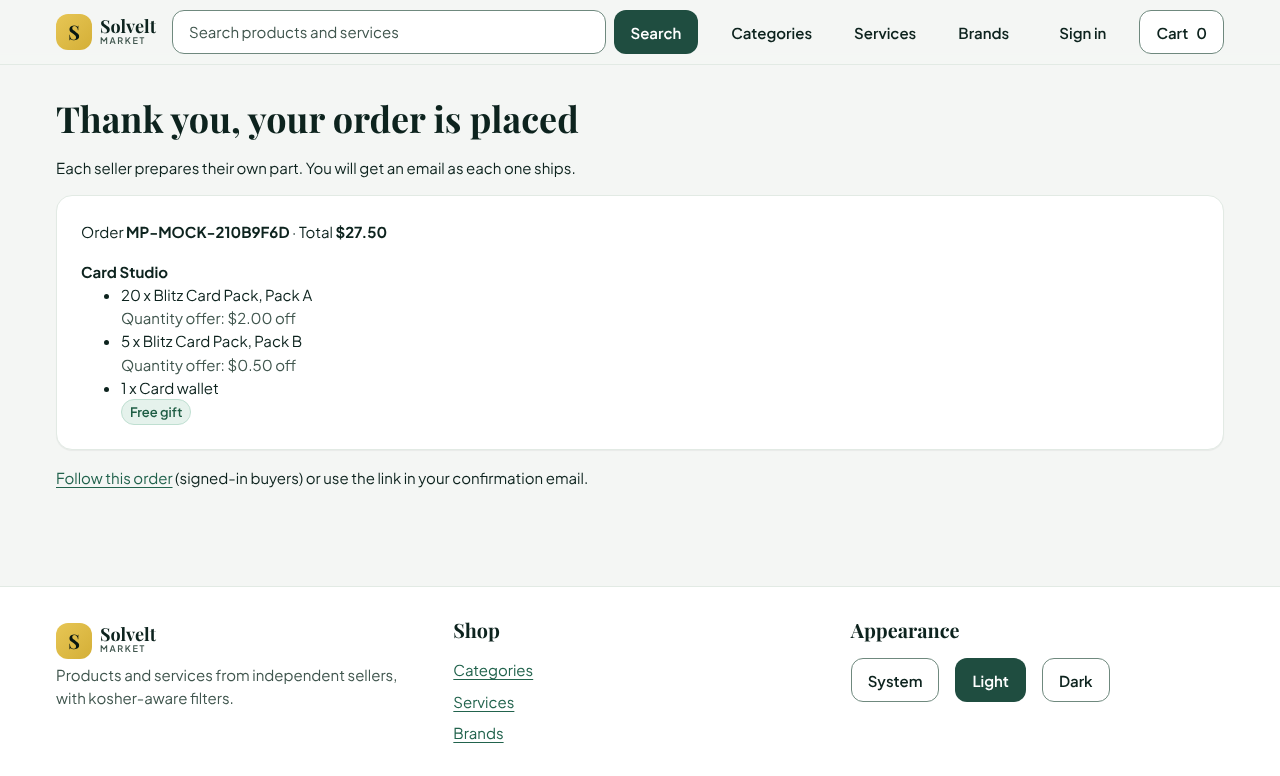 S
Solvelt
MARKET
Search products and services
Search
Categories
Services
Brands
Sign in
Cart 0
Thank you, your order is placed
Each seller prepares their own part. You will get an email as each one ships.
Order MP-MOCK-210B9F6D · Total $27.50
Card Studio
20 x Blitz Card Pack, Pack A
Quantity offer: $2.00 off
5 x Blitz Card Pack, Pack B
Quantity offer: $0.50 off
1 x Card wallet
Free gift
Follow this order (signed-in buyers) or use the link in your confirmation email.
S
Solvelt
MARKET
Products and services from independent sellers,
with kosher-aware filters.
Shop
Categories
Services
Brands
Appearance
System
Light
Dark